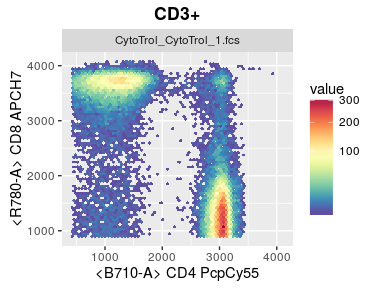 CD3+
CytoTrol_CytoTrol_1.fcs
<R780-A> CD8 APCH7
4000
3000
2000
1000
1000
2000
3000
4000
<B710-A> CD4 PcpCy55
value
300
200
100